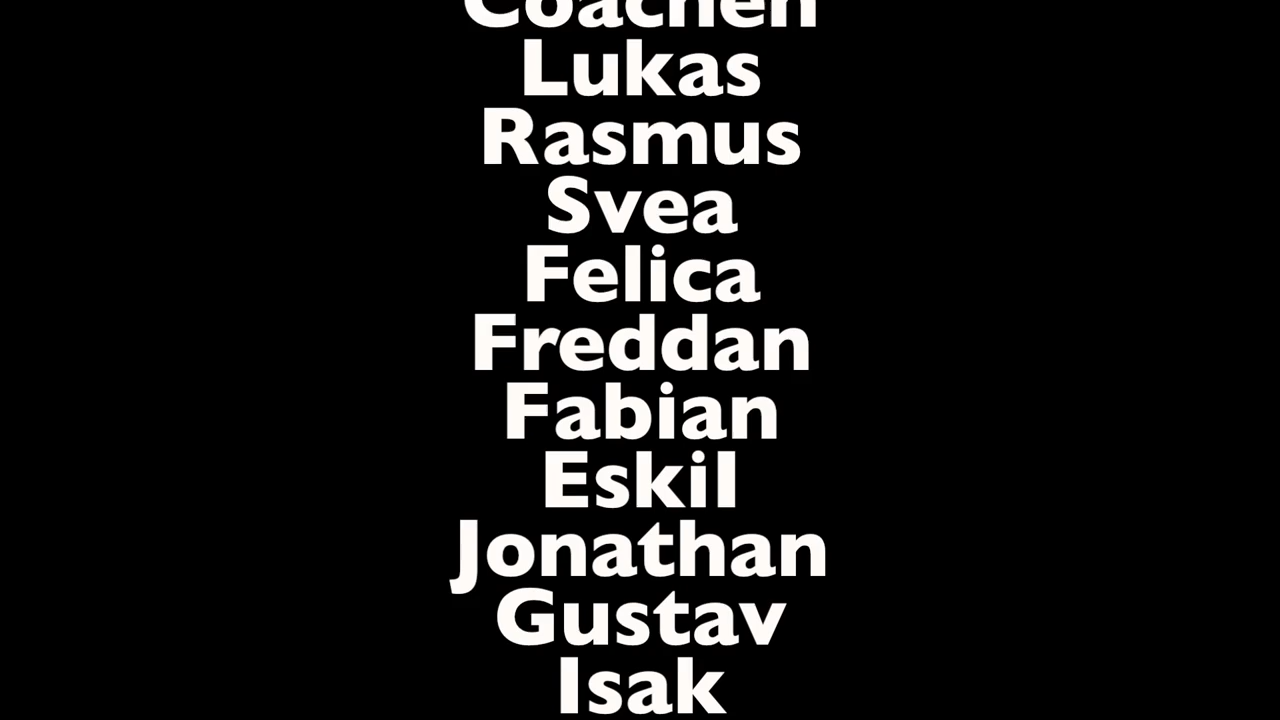 Coachen
Lukas
Rasmus
Svea
Felica
Freddan
Fabian
Eskil
Jonathan
Gustav
Isak